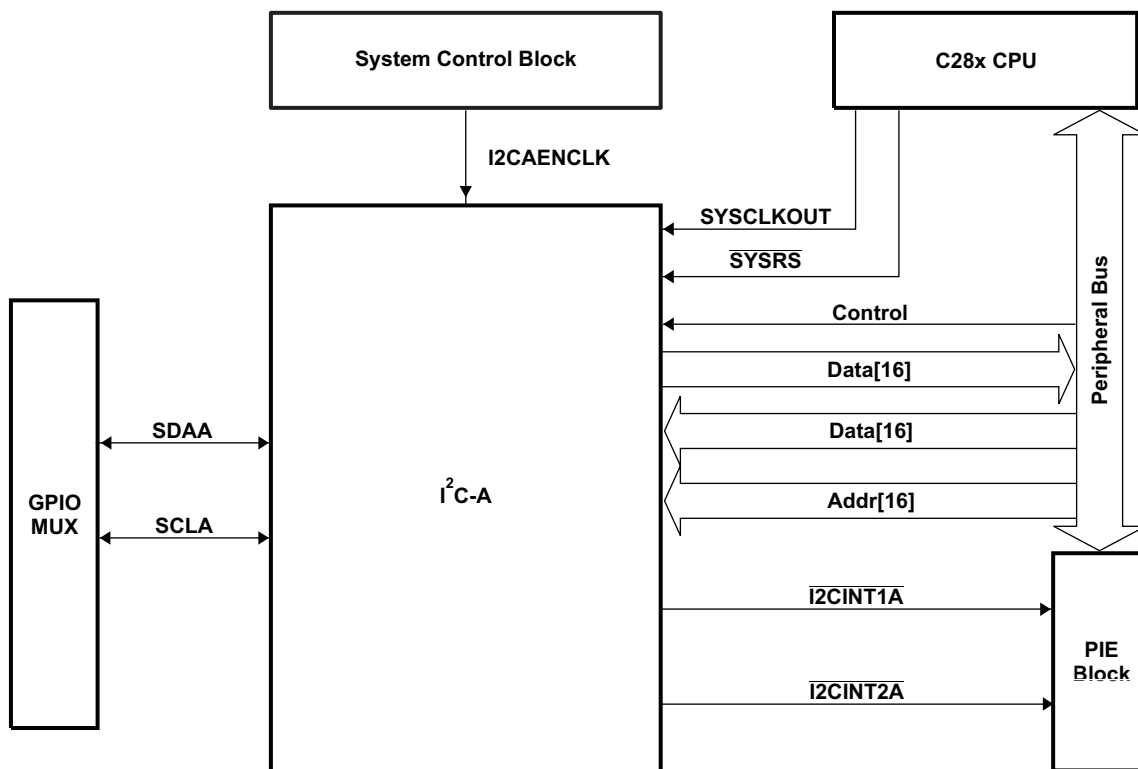 System Control Block
C28x CPU
I2CAENCLK
SYSCLKOUT
SYSRS
Control
Data[16]
Data[16]
Addr[16]
Peripheral Bus
SDAA
SCLA
GPIO
MUX
I2C-A
I2CINT1A
I2CINT2A
PIE
Block